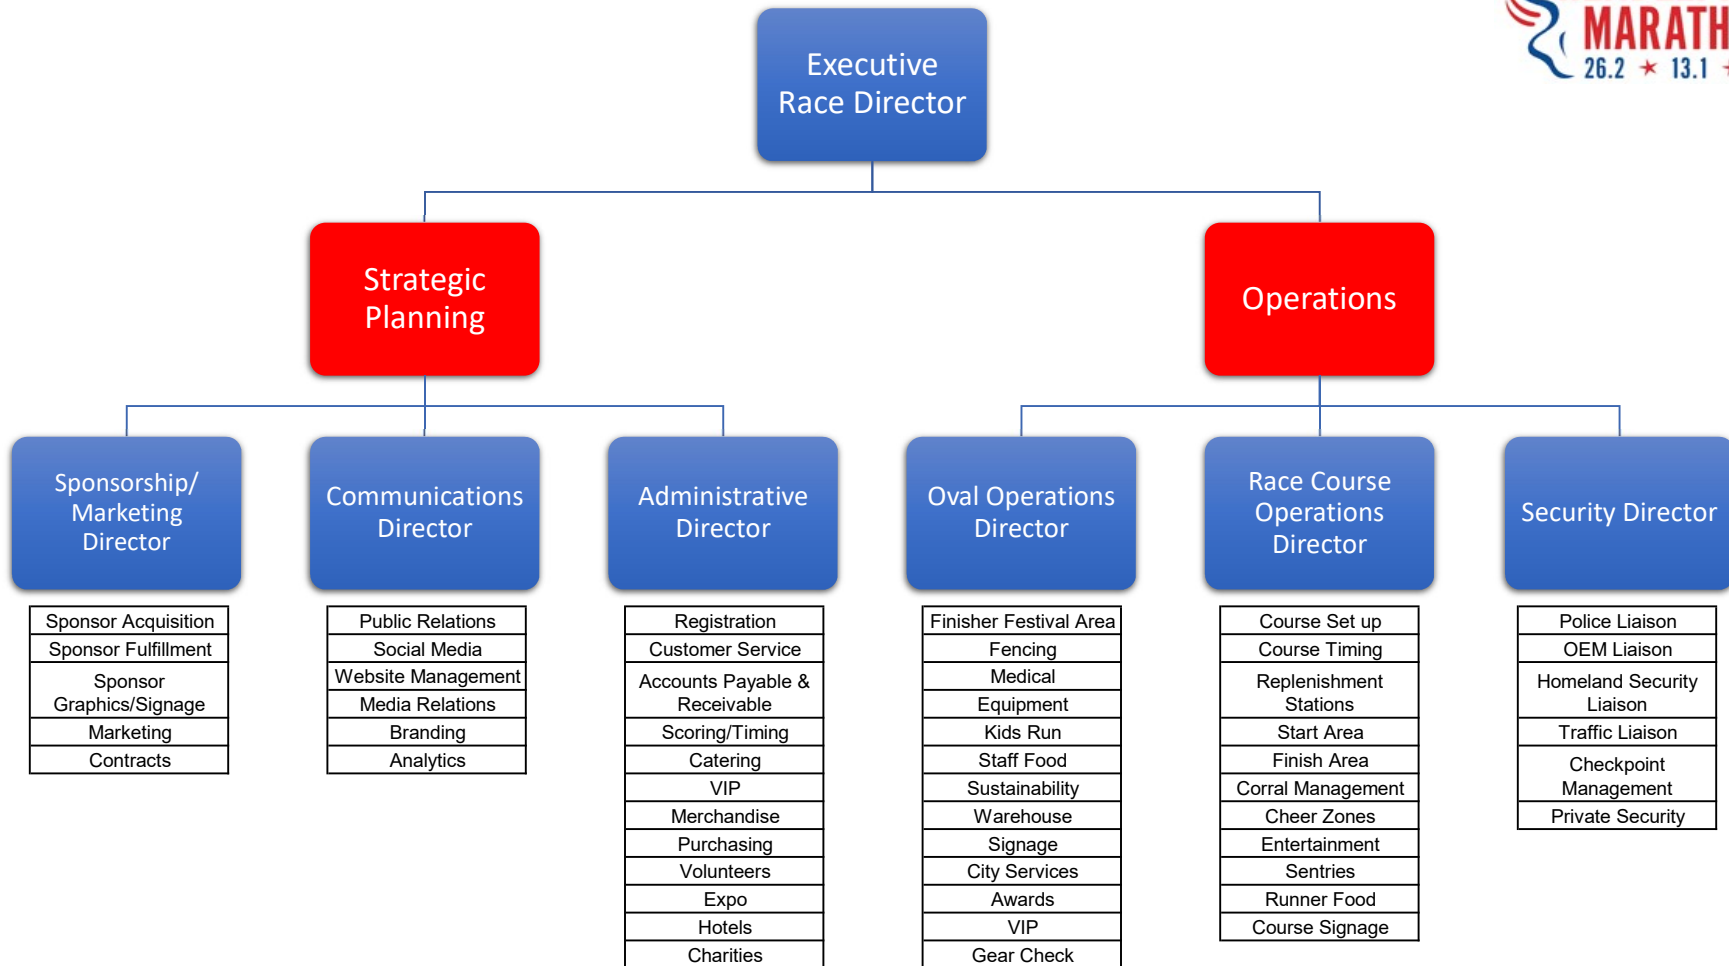 MARATH
26.2 ★ 13.1
Executive
Race Director
Strategic
Planning
Operations
Sponsorship/
Marketing
Director
Communications
Director
Administrative
Director
Oval Operations
Director
Race Course
Operations
Director
Security Director
Sponsor Acquisition
Sponsor Fulfillment
Sponsor
Graphics/Signage
Marketing
Contracts
Public Relations
Social Media
Website Management
Media Relations
Branding
Analytics
Registration
Customer Service
Accounts Payable &
Receivable
Scoring/Timing
Catering
VIP
Merchandise
Purchasing
Volunteers
Expo
Hotels
Charities
Finisher Festival Area
Fencing
Medical
Equipment
Kids Run
Staff Food
Sustainability
Warehouse
Signage
City Services
Awards
VIP
Gear Check
Course Set up
Course Timing
Replenishment
Stations
Start Area
Finish Area
Corral Management
Cheer Zones
Entertainment
Sentries
Runner Food
Course Signage
Police Liaison
OEM Liaison
Homeland Security
Liaison
Traffic Liaison
Checkpoint
Management
Private Security